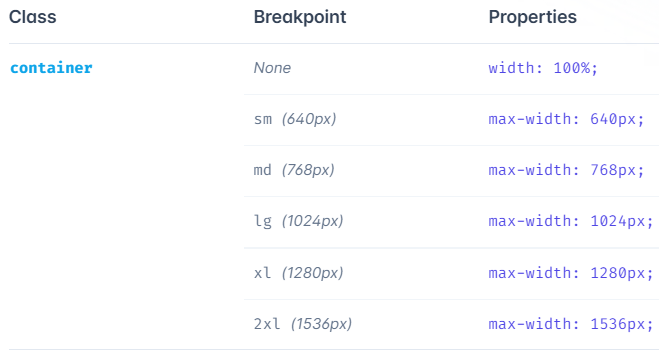 Class Breakpoint Properties
container None width: 100%;
sm (640px) max-width: 640px;
md (768px) max-width: 768px;
lg (1024px) max-width: 1024px;
xl (1280px) max-width: 1280px;
2xl (1536px) max-width: 1536px;